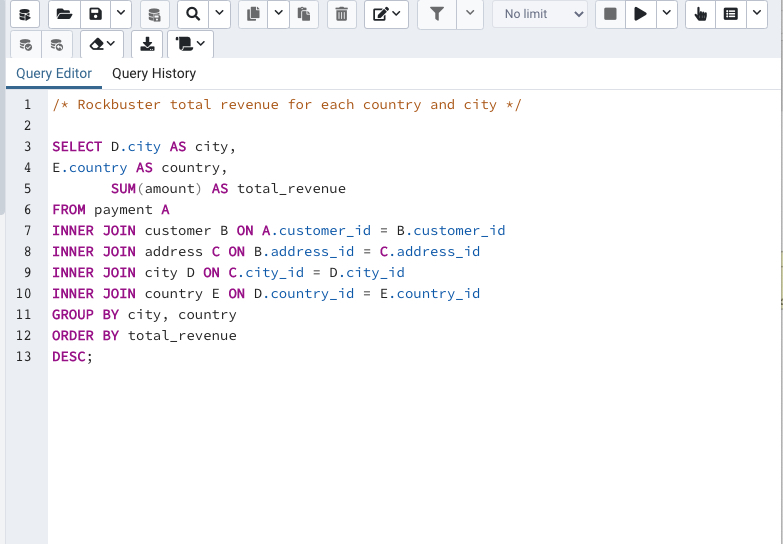 No limit
Query Editor Query History
1 /* Rockbuster total revenue for each country and city */
2
3 SELECT D.city AS city,
4 E.country AS country,
5        SUM(amount) AS total_revenue
6 FROM payment A
7 INNER JOIN customer B ON A.customer_id = B.customer_id
8 INNER JOIN address C ON B.address_id = C.address_id
9 INNER JOIN city D ON C.city_id = D.city_id
10 INNER JOIN country E ON D.country_id = E.country_id
11 GROUP BY city, country
12 ORDER BY total_revenue
13 DESC;